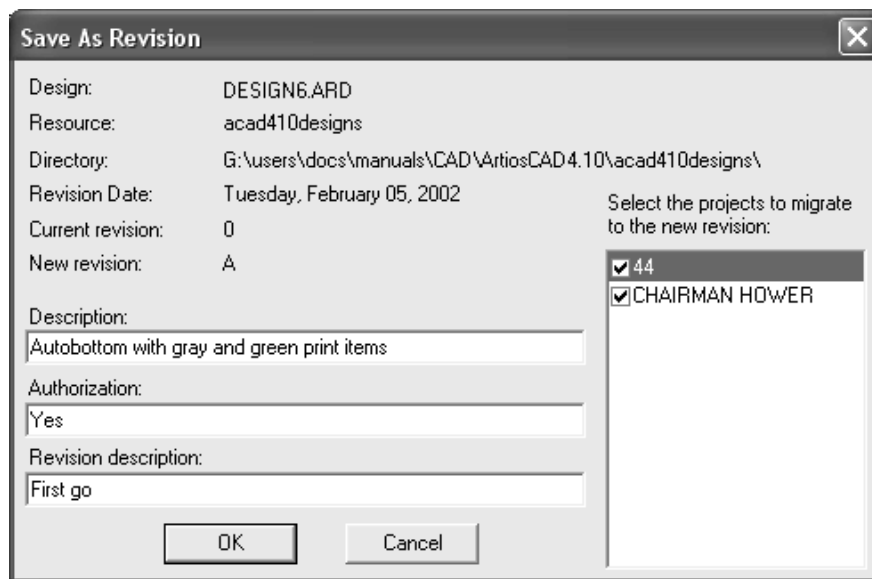 Save As Revision
Design: DESIGN6.ARD
Resource: acad410designs
Directory: G:\users\docs\manuals\CAD\ArtiosCAD4.10\acad410designs\
Revision Date: Tuesday, February 05, 2002
Current revision: 0
New revision: A
Select the projects to migrate
to the new revision:
44
CHAIRMAN HOWER
Description:
Autobottom with gray and green print items
Authorization:
Yes
Revision description:
First go
OK Cancel